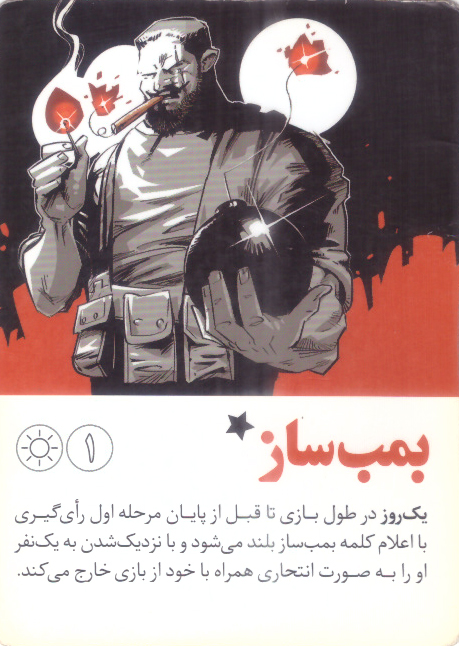 بمب‌ساز
۱
یک‌روز در طول بازی تا قبل از پایان مرحله اول رأی‌گیری
با اعلام کلمه بمب‌ساز بلند می‌شود و با نزدیک‌شدن به یک‌نفر
او را به صورت انتحاری همراه با خود از بازی خارج می‌کند.